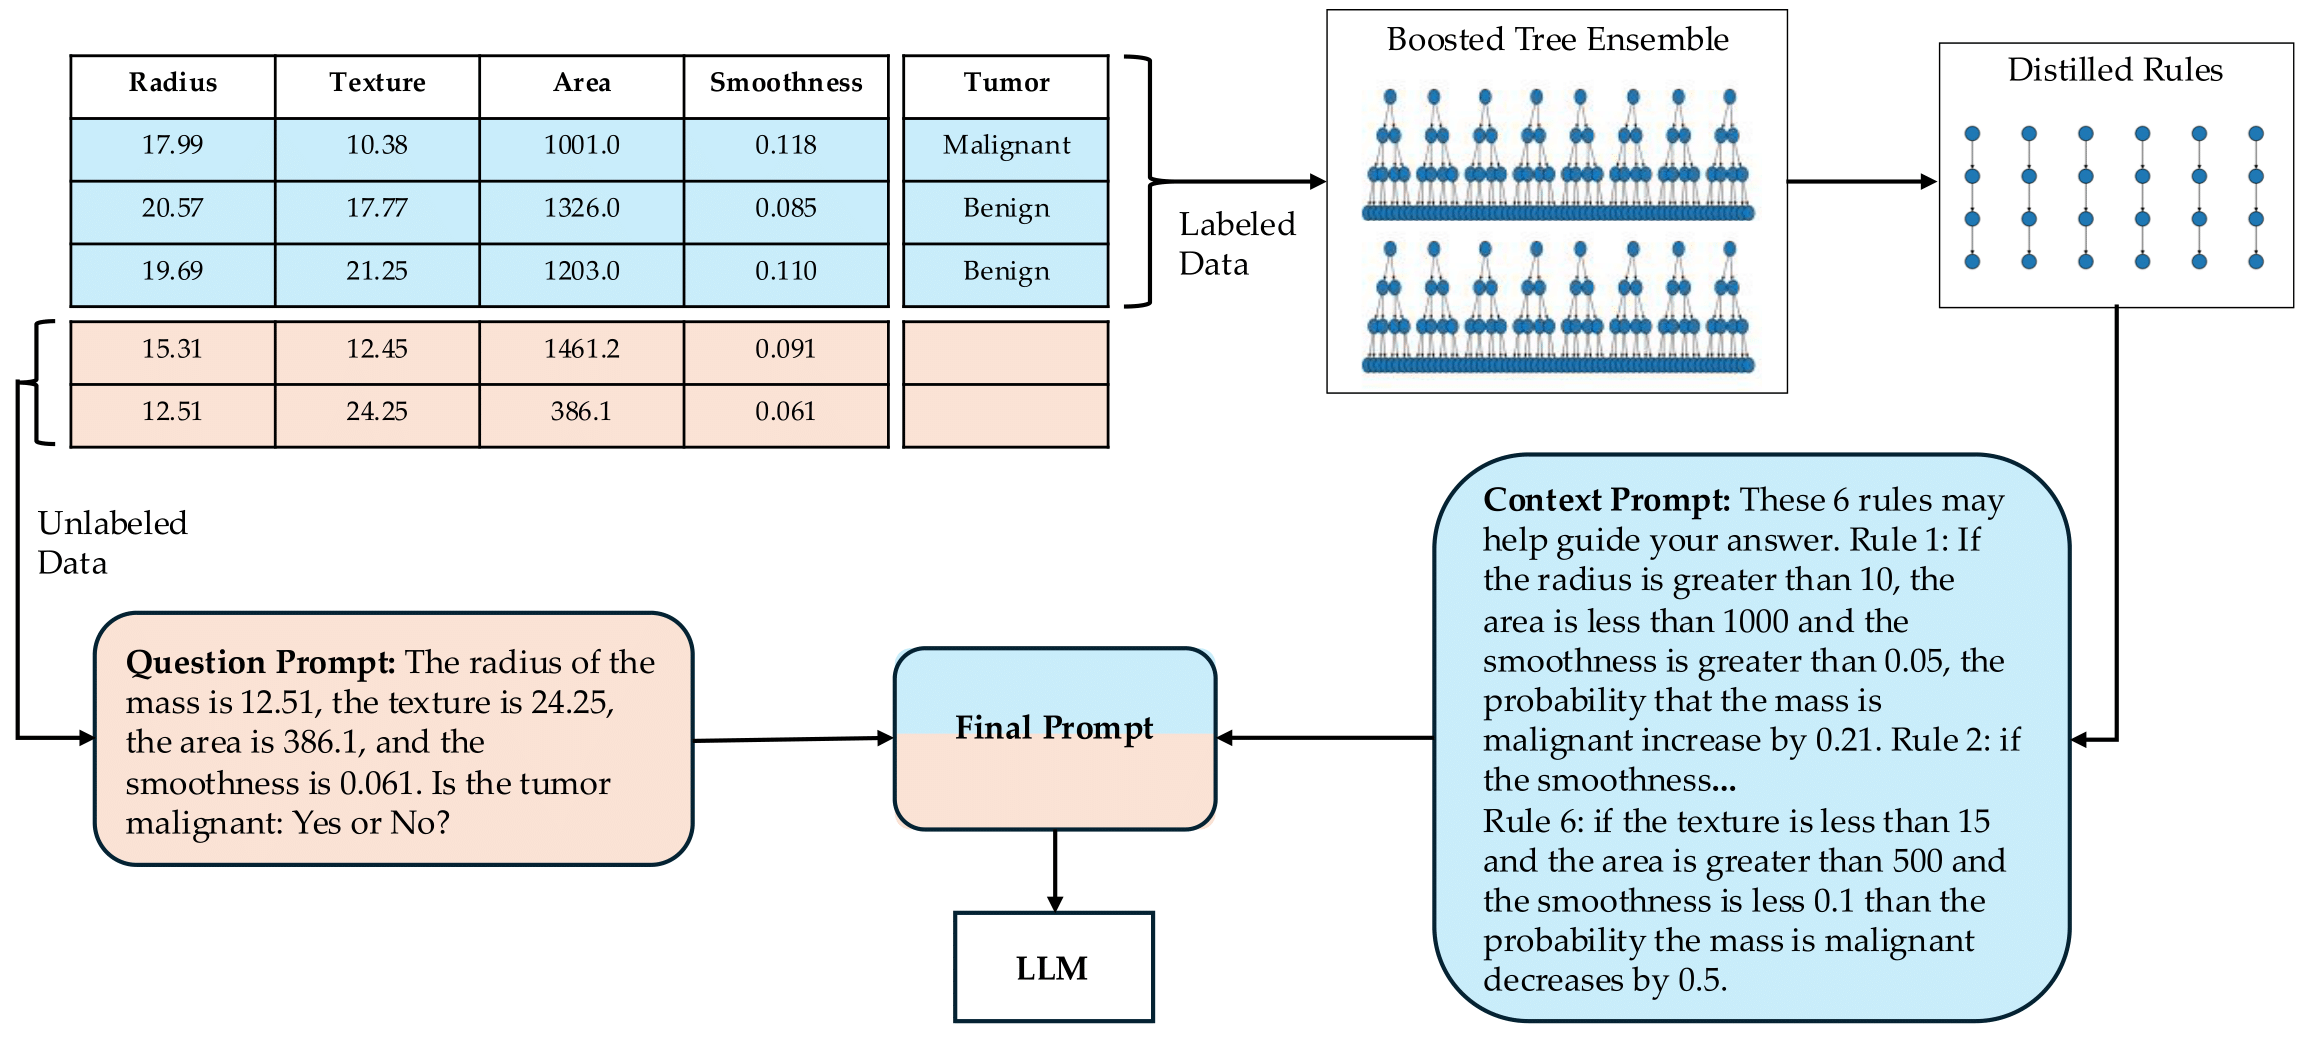 Radius Texture Area Smoothness Tumor
17.99 10.38 1001.0 0.118 Malignant
20.57 17.77 1326.0 0.085 Benign
19.69 21.25 1203.0 0.110 Benign
15.31 12.45 1461.2 0.091
12.51 24.25 386.1 0.061
Labeled
Data
Boosted Tree Ensemble
Distilled Rules
Unlabeled
Data
Question Prompt: The radius of the
mass is 12.51, the texture is 24.25,
the area is 386.1, and the
smoothness is 0.061. Is the tumor
malignant: Yes or No?
Final Prompt
LLM
Context Prompt: These 6 rules may
help guide your answer. Rule 1: If
the radius is greater than 10, the
area is less than 1000 and the
smoothness is greater than 0.05, the
probability that the mass is
malignant increase by 0.21. Rule 2: if
the smoothness...
Rule 6: if the texture is less than 15
and the area is greater than 500 and
the smoothness is less 0.1 than the
probability the mass is malignant
decreases by 0.5.